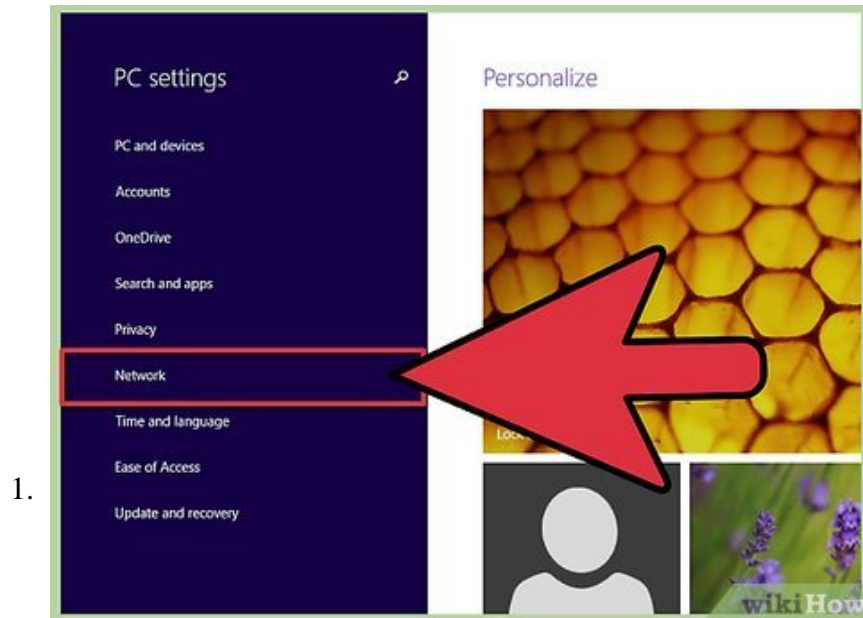 PC settings
Personalize
PC and devices
Accounts
OneDrive
Search and apps
Privacy
Network
Time and language
Ease of Access
Update and recovery
1.
wikiHow